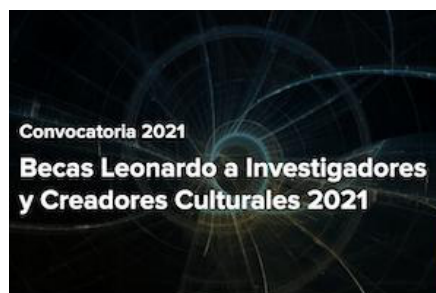 Convocatoria 2021
Becas Leonardo a Investigadores
y Creadores Culturales 2021